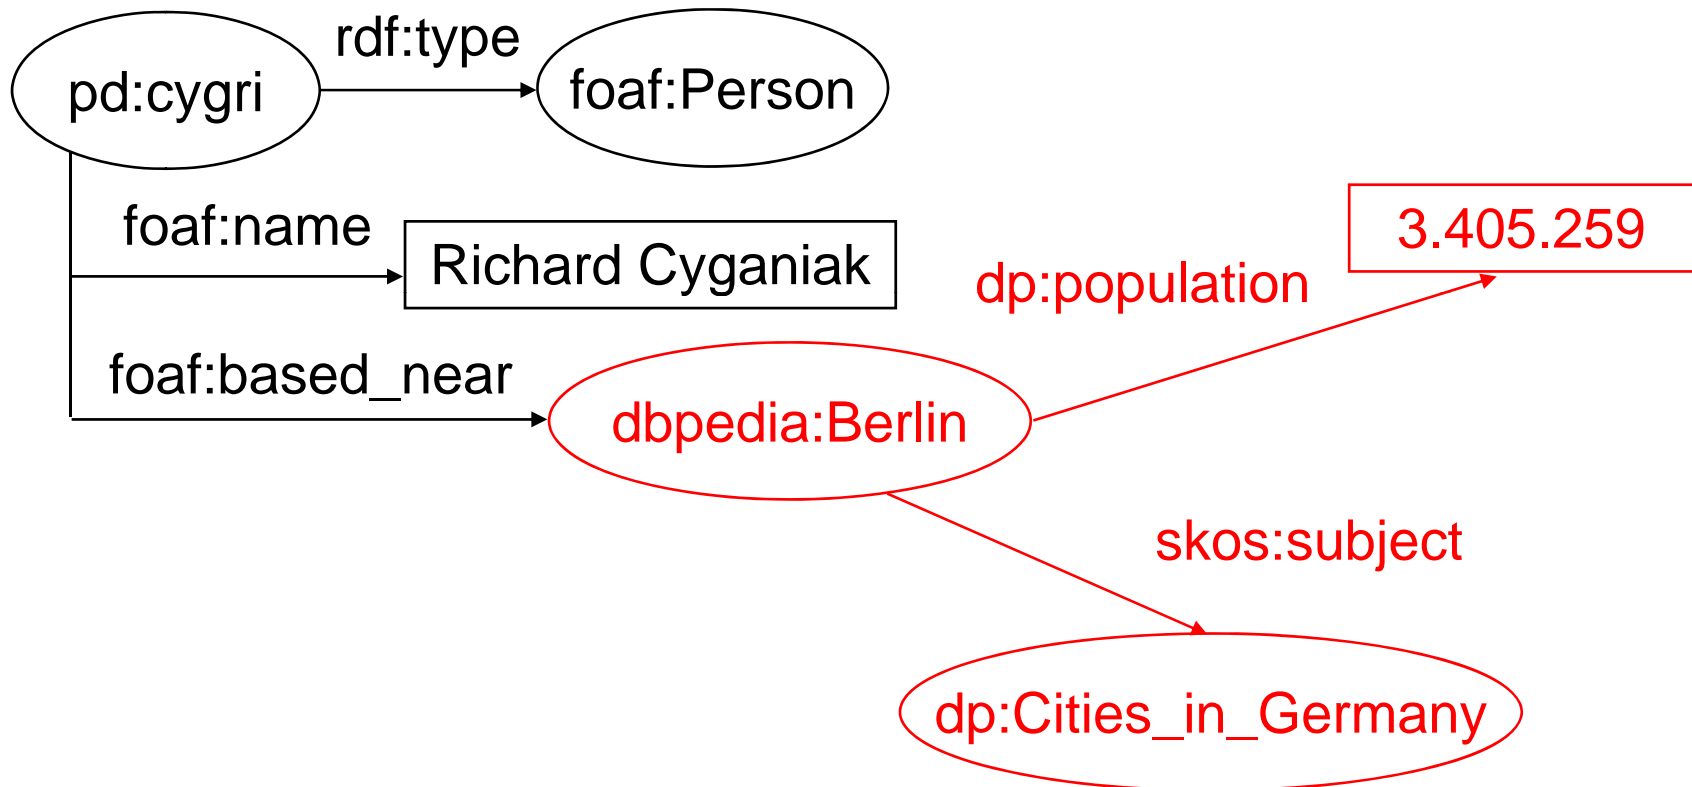 rdf:type
pd:cygri
foaf:Person
foaf:name
Richard Cyganiak
3.405.259
dp:population
foaf:based_near
dbpedia:Berlin
skos:subject
dp:Cities_in_Germany